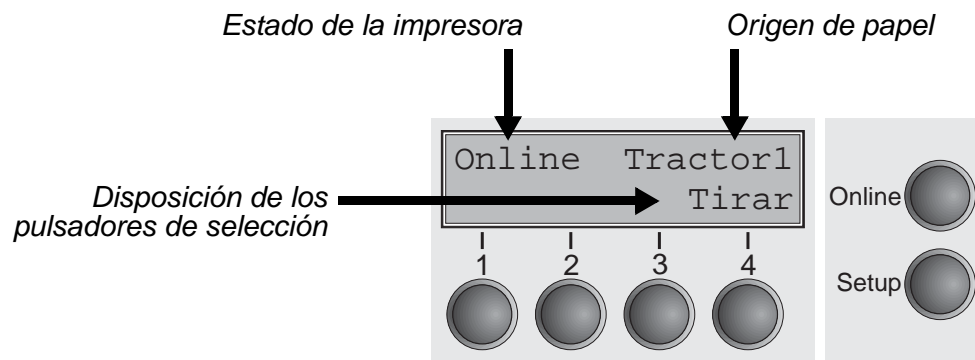 Estado de la impresora
Origen de papel
Online Tractor1
Tirar
Disposición de los
pulsadores de selección
1 2 3 4
Online
Setup